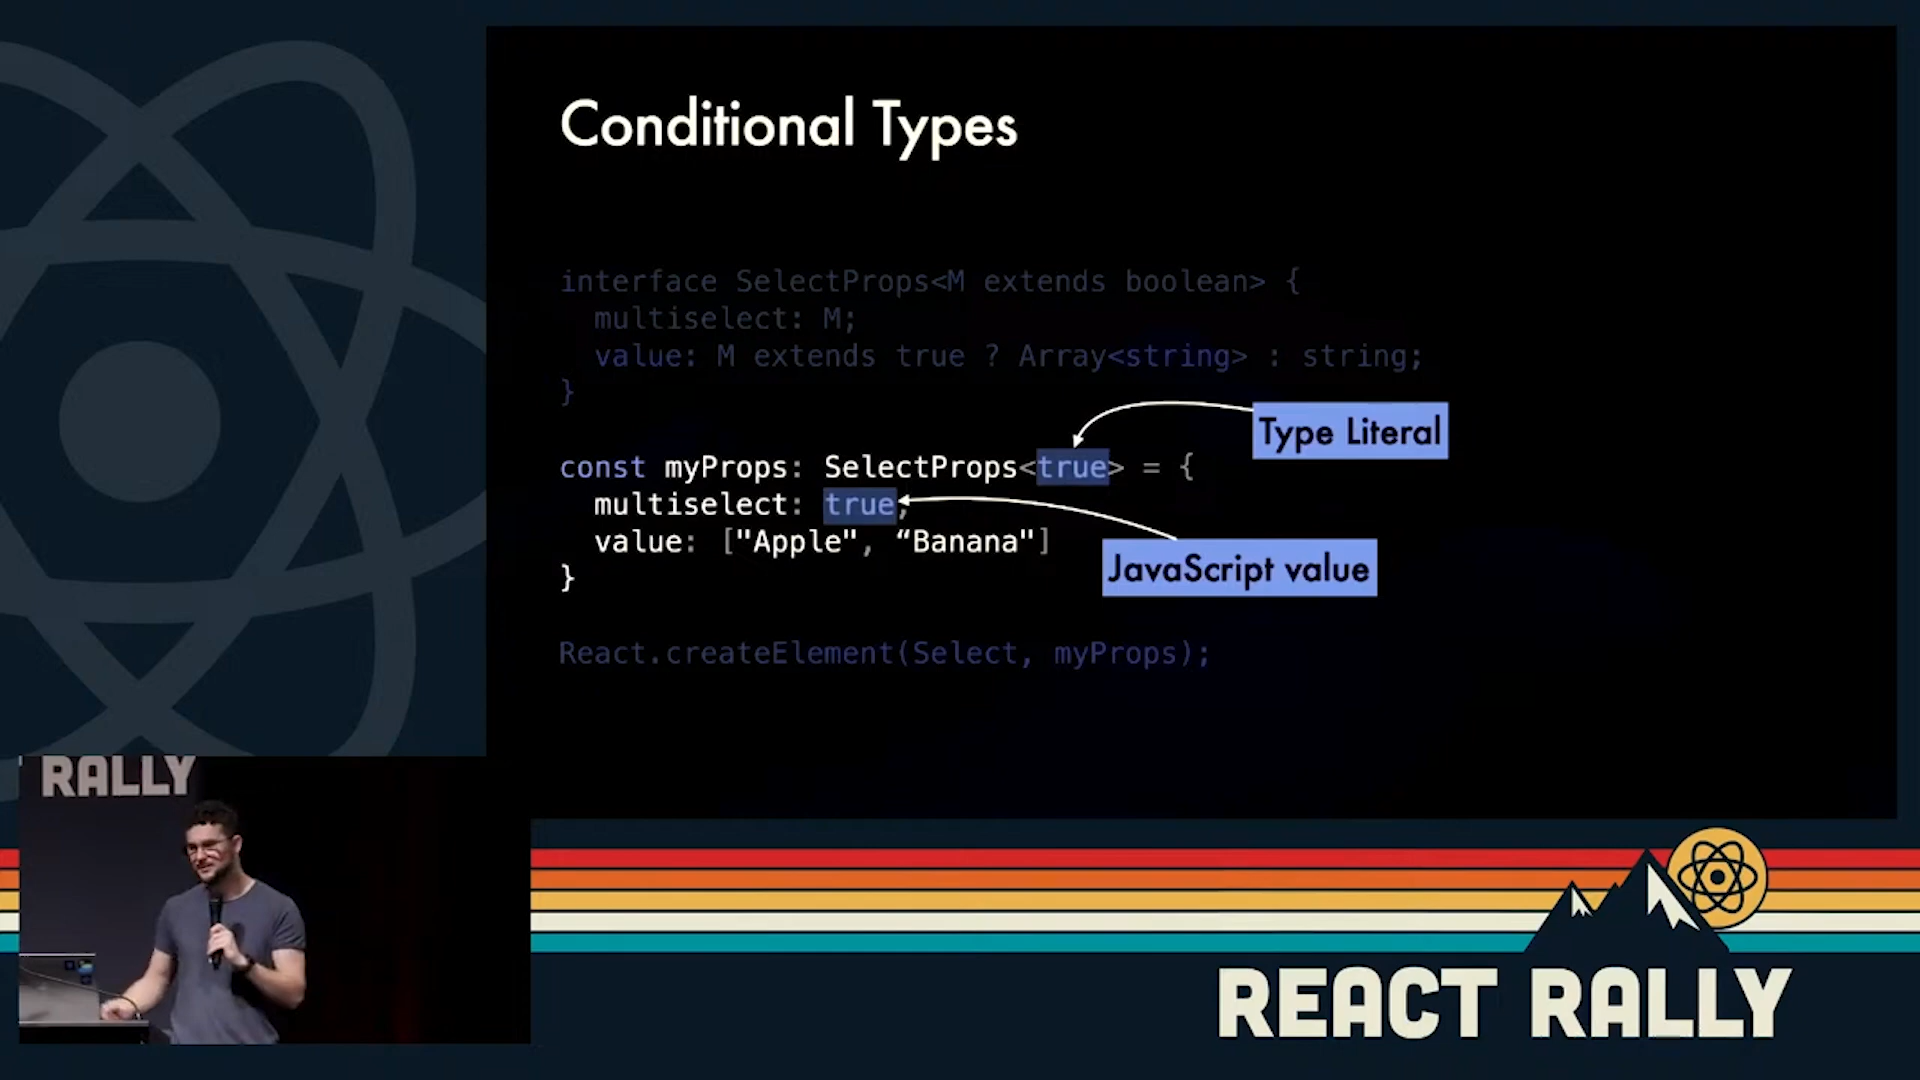 Conditional Types
interface SelectProps<M extends boolean> {
  multiselect: M;
  value: M extends true ? Array<string> : string;
}
Type Literal
const myProps: SelectProps<true> = {
  multiselect: true,
  value: ["Apple", “Banana"]
}
JavaScript value
React.createElement(Select, myProps);
RALLY
REACT RALLY